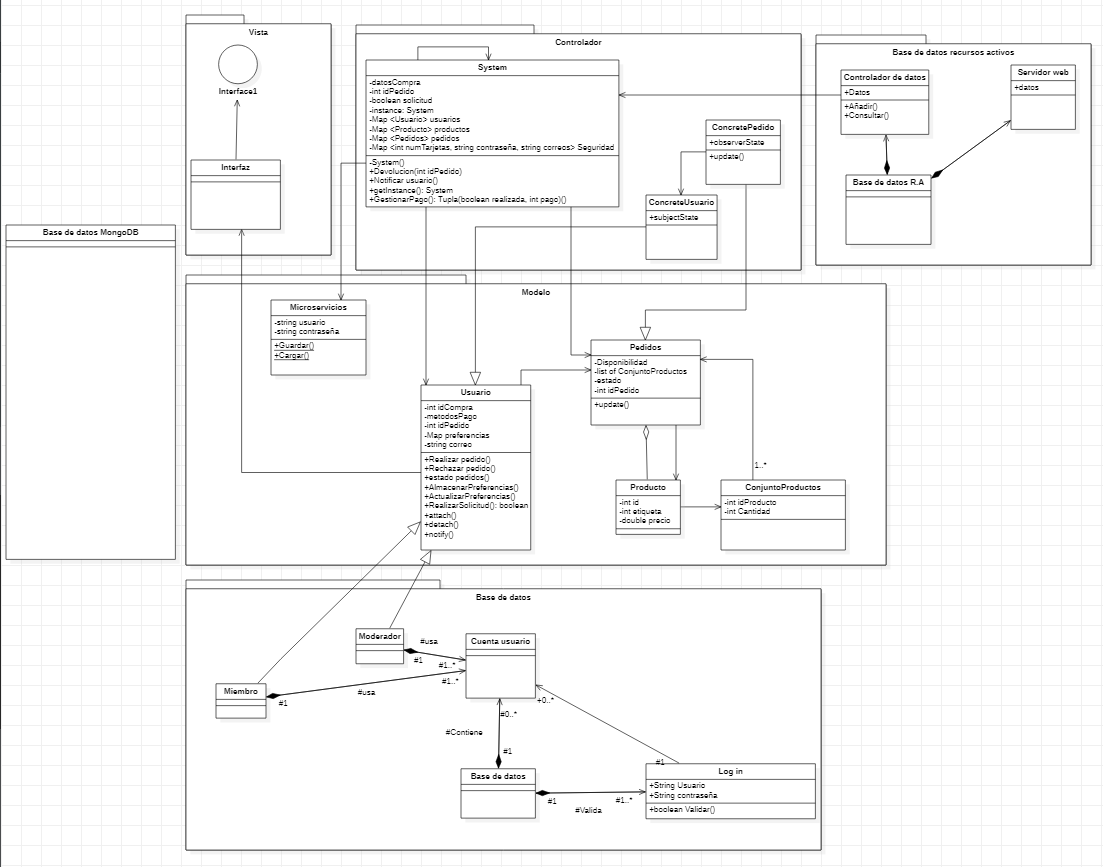 Vista
Interface1
Interfaz
Controlador
System
-datosCompra
-int idPedido
-boolean solicitud
-instance: System
-Map <Usuario> usuarios
-Map <Producto> productos
-Map <Pedidos> pedidos
-Map <int numTarjetas, string contraseña, string correos> Seguridad
-System()
+Devolucion(int idPedido)
+Notificar usuario()
+getInstance(): System
+GestionarPago(): Tupla(boolean realizada, int pago)()
ConcretePedido
+observerState
+update()
ConcreteUsuario
+subjectState
Base de datos recursos activos
Controlador de datos
+Datos
+Añadir()
+Consultar()
Servidor web
+datos
Base de datos R.A
Base de datos MongoDB
Modelo
Microservicios
-string usuario
-string contraseña
+Guardar()
+Cargar()
Usuario
-int idCompra
-metodosPago
-int idPedido
-Map preferencias
-string correo
+Realizar pedido()
+Rechazar pedido()
+estado pedidos()
+AlmacenarPreferencias()
+ActualizarPreferencias()
+RealizarSolicitud(): boolean
+attach()
+detach()
+notify()
Pedidos
-Disponibilidad
-list of ConjuntoProductos
-estado
-int idPedido
+update()
1..*
Producto
-int id
-int etiqueta
-double precio
ConjuntoProductos
-int idProducto
-int Cantidad
Base de datos
Moderador
#usa
#1
#1..*
Cuenta usuario
Miembro
#1
#usa
#1..*
+0..*
#0..*
#Contiene
#1
Base de datos
#1
#1..*
#Valida
#1
Log in
+String Usuario
+String contraseña
+boolean Validar()